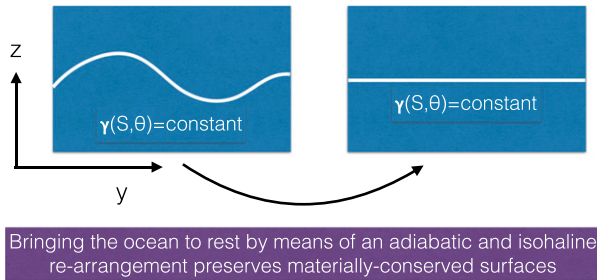 z
γ(S,θ)=constant
γ(S,θ)=constant
y
Bringing the ocean to rest by means of an adiabatic and isohaline
re-arrangement preserves materially-conserved surfaces